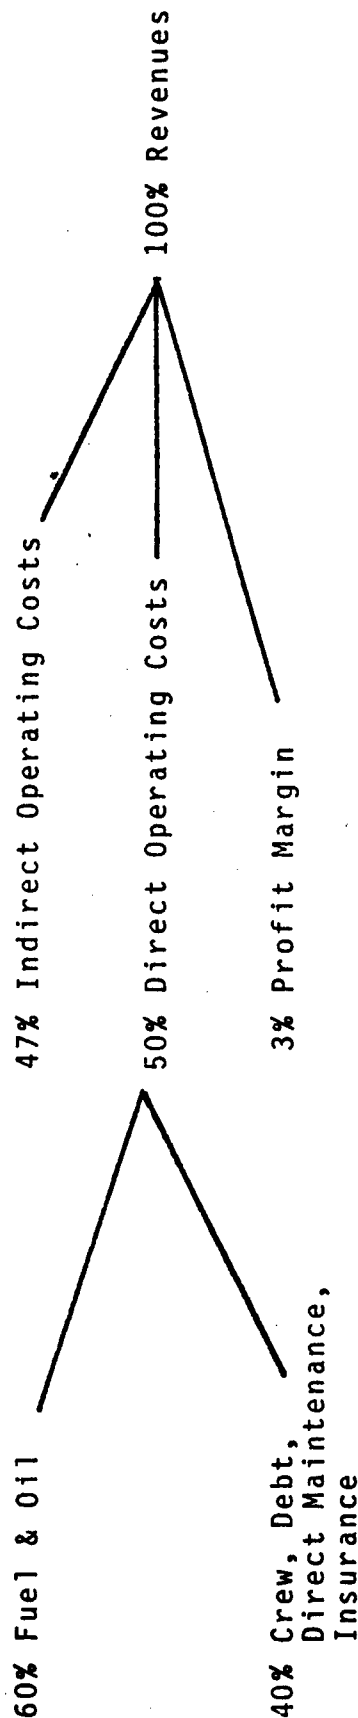 60% Fuel & Oil
40% Crew, Debt,
Direct Maintenance,
Insurance
47% Indirect Operating Costs
50% Direct Operating Costs
3% Profit Margin
100% Revenues